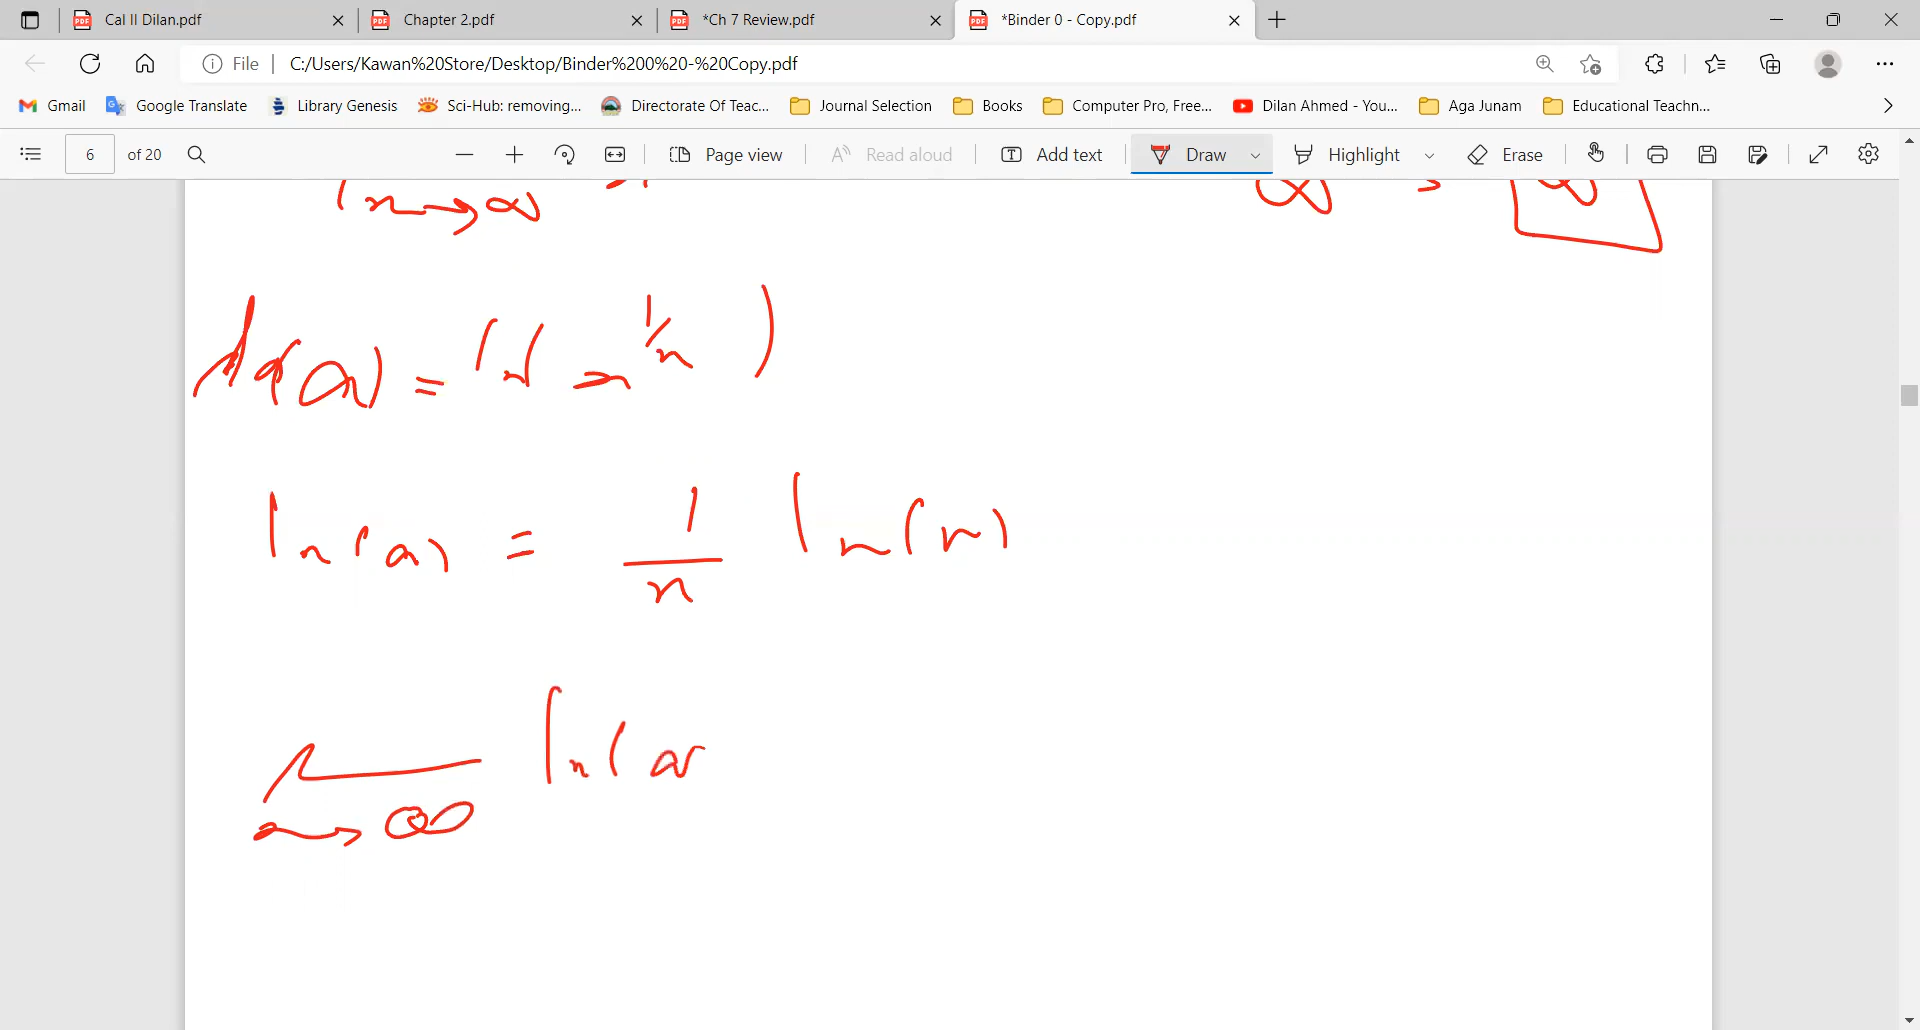 Cal II Dilan.pdf
Chapter 2.pdf
*Ch 7 Review.pdf
*Binder 0 - Copy.pdf
File
C:/Users/Kawan%20Store/Desktop/Binder%200%20-%20Copy.pdf
Gmail
Google Translate
Library Genesis
Sci-Hub: removing...
Directorate Of Teac...
Journal Selection
Books
Computer Pro, Free...
Dilan Ahmed - You...
Aga Junam
Educational Teachn...
6 of 20
Page view
Read aloud
Add text
Draw
Highlight
Erase
n→∞
(a) = ln( n^1/n )
ln(a) = 1/n ln(n)
n→∞ ln( a